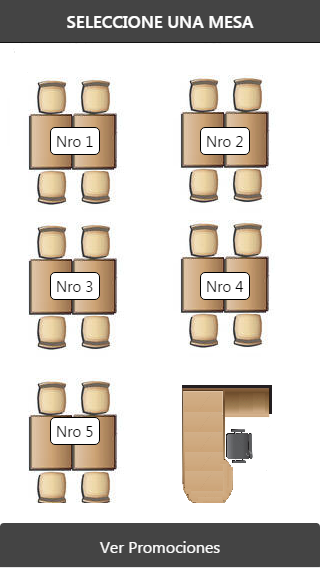 SELECCIONE UNA MESA
Nro 1
Nro 2
Nro 3
Nro 4
Nro 5
Ver Promociones